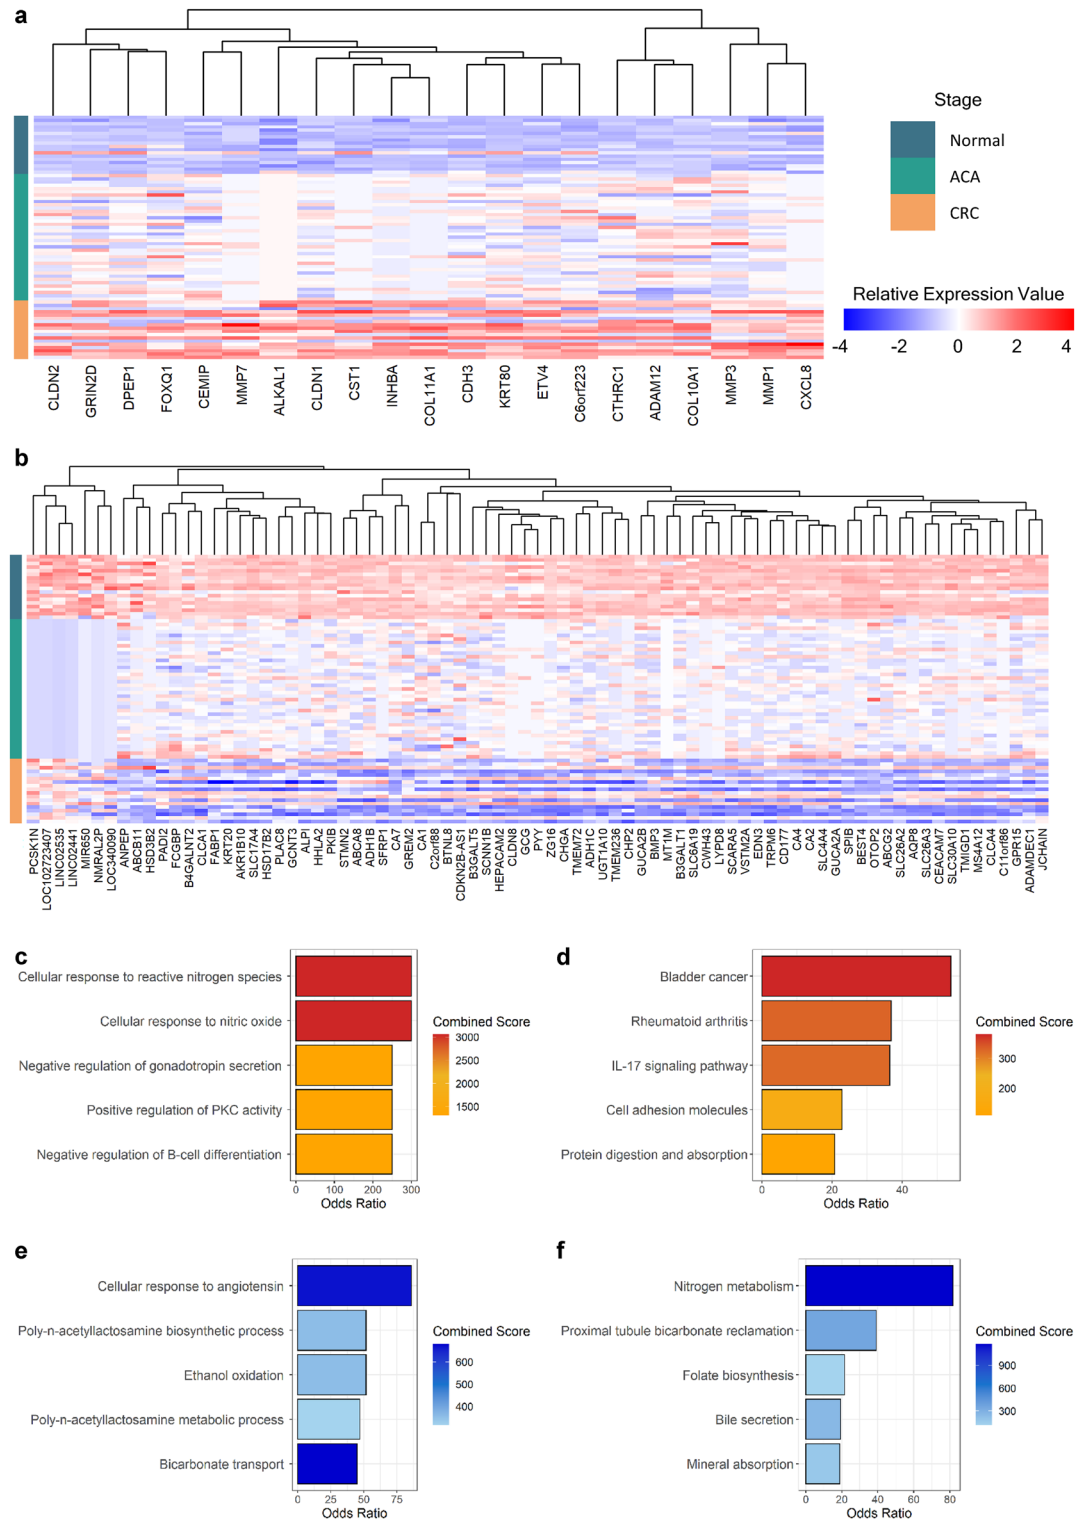 a
Stage
Normal
ACA
CRC
Relative Expression Value
-4 -2 0 2 4
CLDN2
GRIN2D
DPEP1
FOXQ1
CEMIP
MMP7
ALKAL1
CLDN1
CST1
INHBA
COL11A1
CDH3
KRT80
ETV4
C6orf223
CTHRC1
ADAM12
COL10A1
MMP3
MMP1
CXCL8
b
PCSK1N
LOC102723407
LINC02535
LINC02441
MIR650
NMRAL2P
LOC340090
ANPEP
ABCB11
HSD3B2
PADI2
FCGBP
B4GALNT2
CLCA1
FABP1
KRT20
AKR1B10
SLC17A4
HSD17B2
PLAC8
GCNT3
ALPI
HHLA2
PKIB
STMN2
ABCA8
ADH1B
SFRP1
CA7
GREM2
CA1
C2orf88
BTNL8
CDKN2B-AS1
B3GALT5
SCNN1B
HEPACAM2
CLDN8
GCG
PYY
ZG16
CHGA
TMEM72
ADH1C
UGT1A10
TMEM236
CHP2
GUCA2B
BMP3
MT1M
B3GALT1
SLC6A19
CWH43
LYPD8
SCARA5
VSTM2A
EDN3
TRPM6
CD177
CA4
CA2
SLC4A4
GUCA2A
SPIB
BEST4
OTOP2
ABCG2
SLC26A2
AQP8
SLC26A3
CEACAM7
SLC30A10
TMIGD1
MS4A12
CLCA4
C11orf86
GPR15
ADAMDEC1
JCHAIN
c
Cellular response to reactive nitrogen species
Cellular response to nitric oxide
Negative regulation of gonadotropin secretion
Positive regulation of PKC activity
Negative regulation of B-cell differentiation
0 100 200 300
Odds Ratio
Combined Score
3000
2500
2000
1500
d
Bladder cancer
Rheumatoid arthritis
IL-17 signaling pathway
Cell adhesion molecules
Protein digestion and absorption
0 20 40
Odds Ratio
Combined Score
300
200
e
Cellular response to angiotensin
Poly-n-acetyllactosamine biosynthetic process
Ethanol oxidation
Poly-n-acetyllactosamine metabolic process
Bicarbonate transport
0 25 50 75
Odds Ratio
Combined Score
600
500
400
f
Nitrogen metabolism
Proximal tubule bicarbonate reclamation
Folate biosynthesis
Bile secretion
Mineral absorption
0 20 40 60 80
Odds Ratio
Combined Score
900
600
300